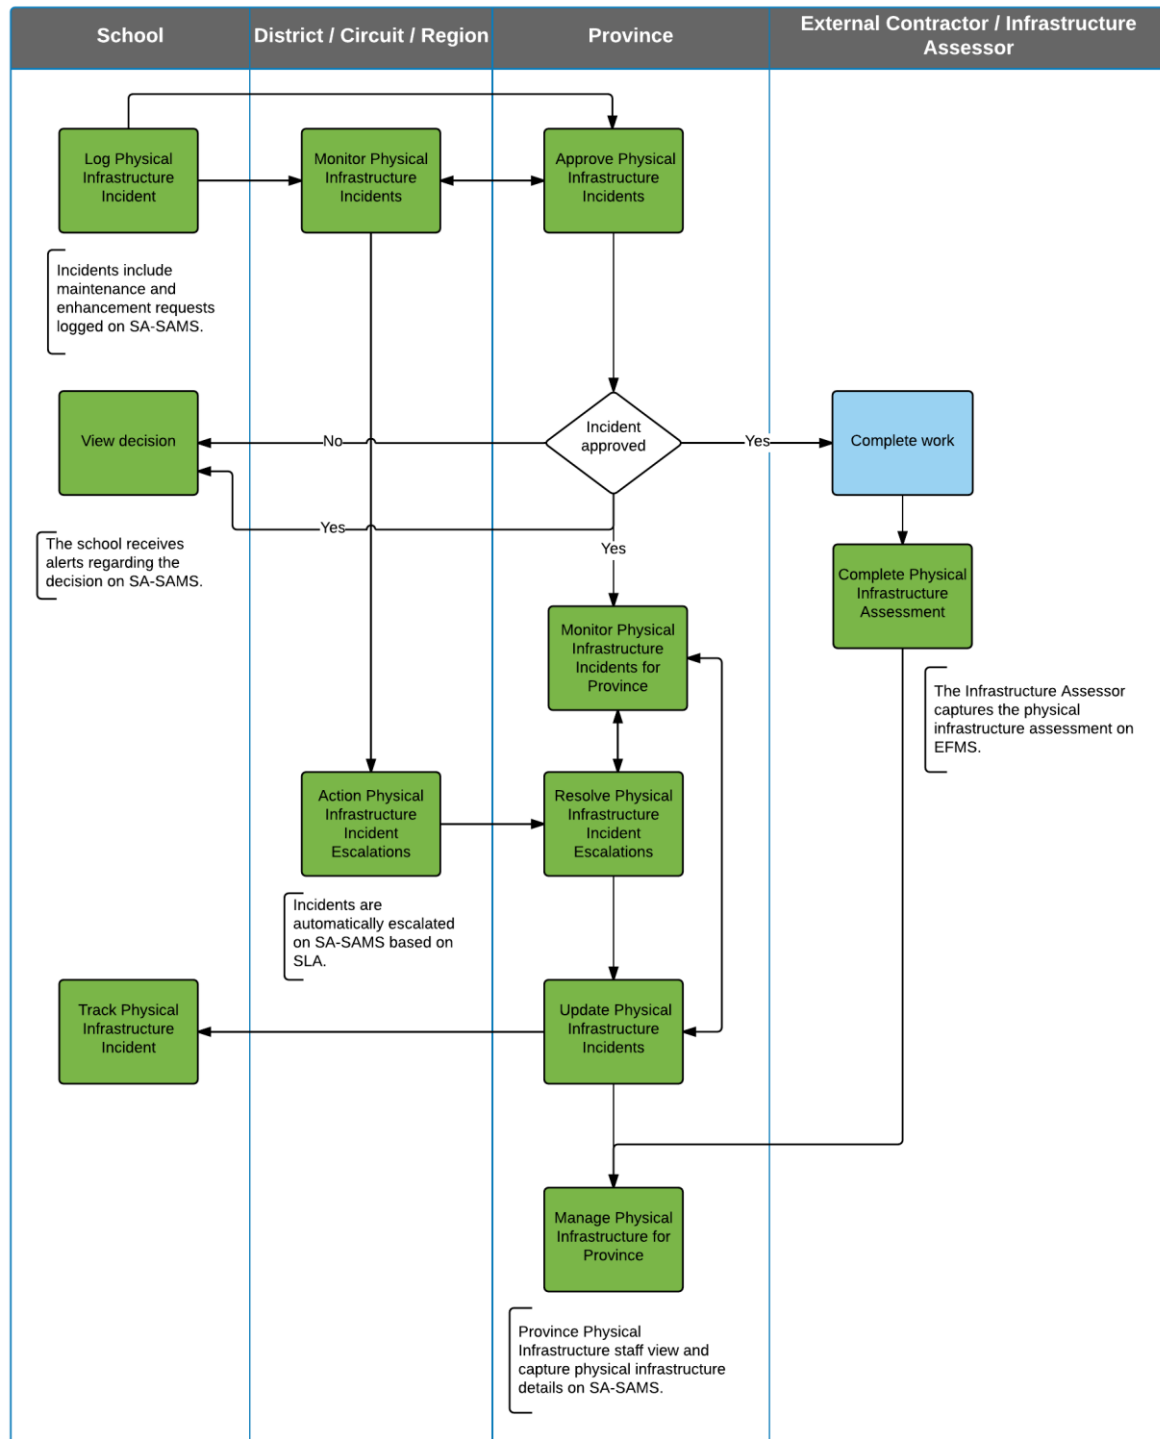 School
District / Circuit / Region
Province
External Contractor / Infrastructure
Assessor
Log Physical
Infrastructure
Incident
Monitor Physical
Infrastructure
Incidents
Approve Physical
Infrastructure
Incidents
Incidents include
maintenance and
enhancement requests
logged on SA-SAMS.
View decision
No
Incident
approved
Yes
Complete work
The school receives
alerts regarding the
decision on SA-SAMS.
Yes
Yes
Complete Physical
Infrastructure
Assessment
Monitor Physical
Infrastructure
Incidents for
Province
The Infrastructure Assessor
captures the physical
infrastructure assessment on
EFMS.
Action Physical
Infrastructure
Incident
Escalations
Resolve Physical
Infrastructure
Incident
Escalations
Incidents are
automatically escalated
on SA-SAMS based on
SLA.
Track Physical
Infrastructure
Incident
Update Physical
Infrastructure
Incidents
Manage Physical
Infrastructure for
Province
Province Physical
Infrastructure staff view and
capture physical infrastructure
details on SA-SAMS.